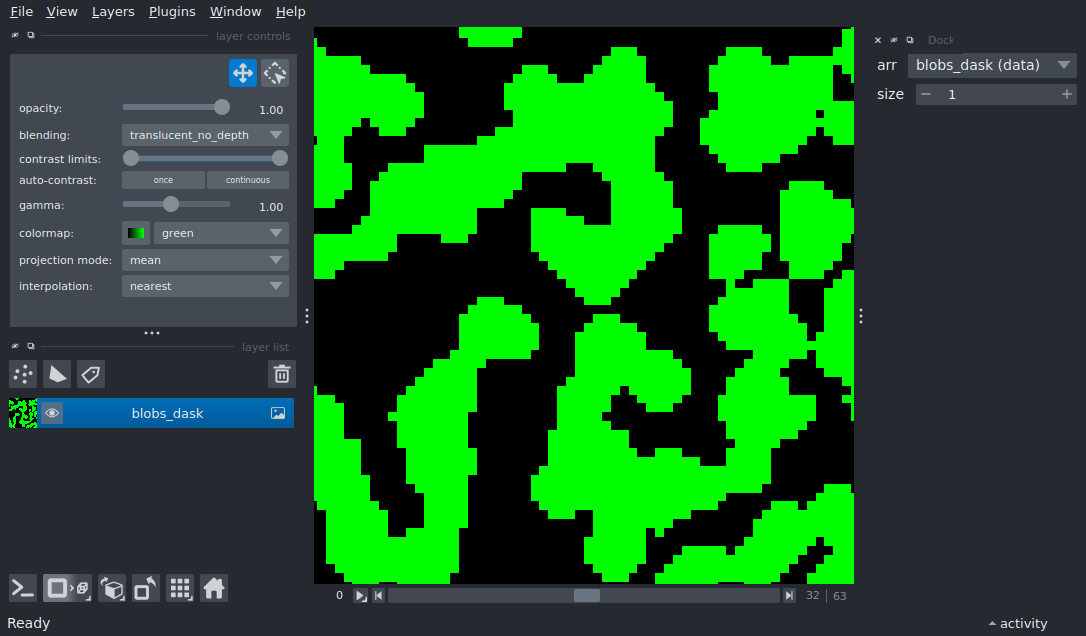 File View Layers Plugins Window Help
layer controls
opacity: 1.00
blending: translucent_no_depth
contrast limits:
auto-contrast: once continuous
gamma: 1.00
colormap: green
projection mode: mean
interpolation: nearest
layer list
blobs_dask
Dock
arr blobs_dask (data)
size 1
0 32 63
Ready
activity